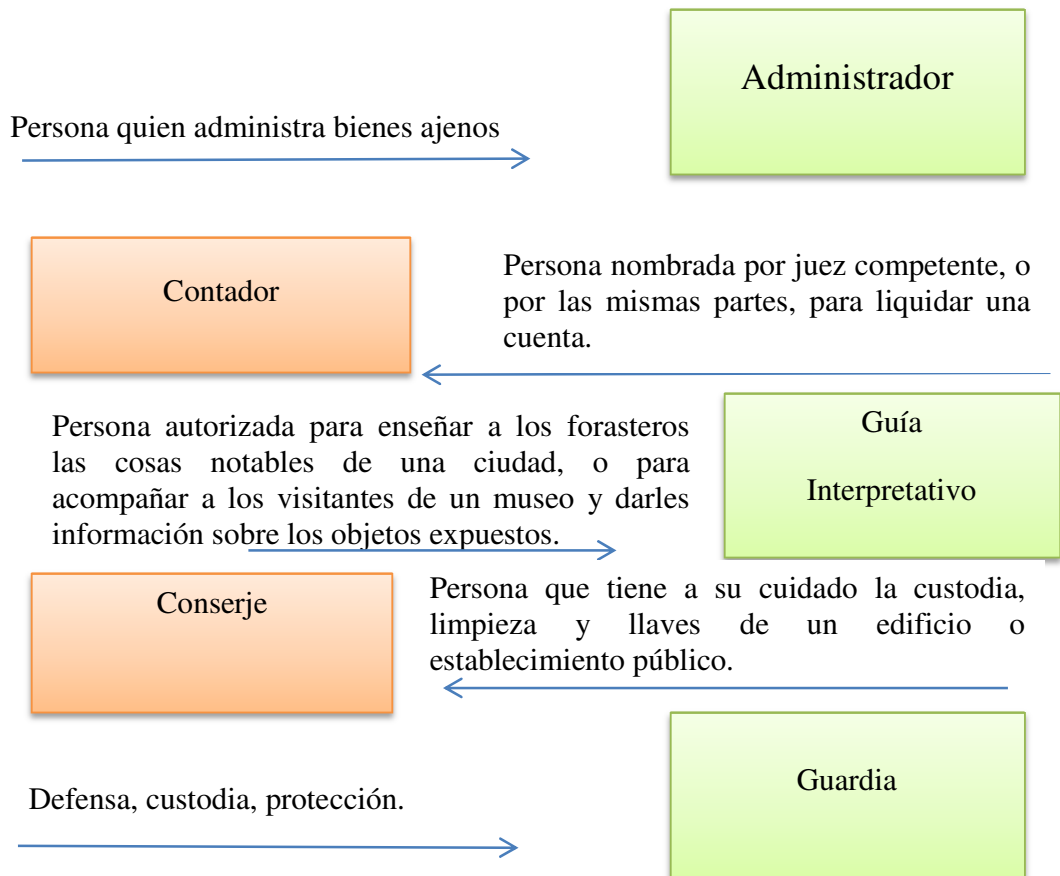 Administrador
Persona quien administra bienes ajenos
Contador
Persona nombrada por juez competente, o
por las mismas partes, para liquidar una
cuenta.
Persona autorizada para enseñar a los forasteros
las cosas notables de una ciudad, o para
acompañar a los visitantes de un museo y darles
información sobre los objetos expuestos.
Guía
Interpretativo
Conserje
Persona que tiene a su cuidado la custodia,
limpieza y llaves de un edificio o
establecimiento público.
Guardia
Defensa, custodia, protección.